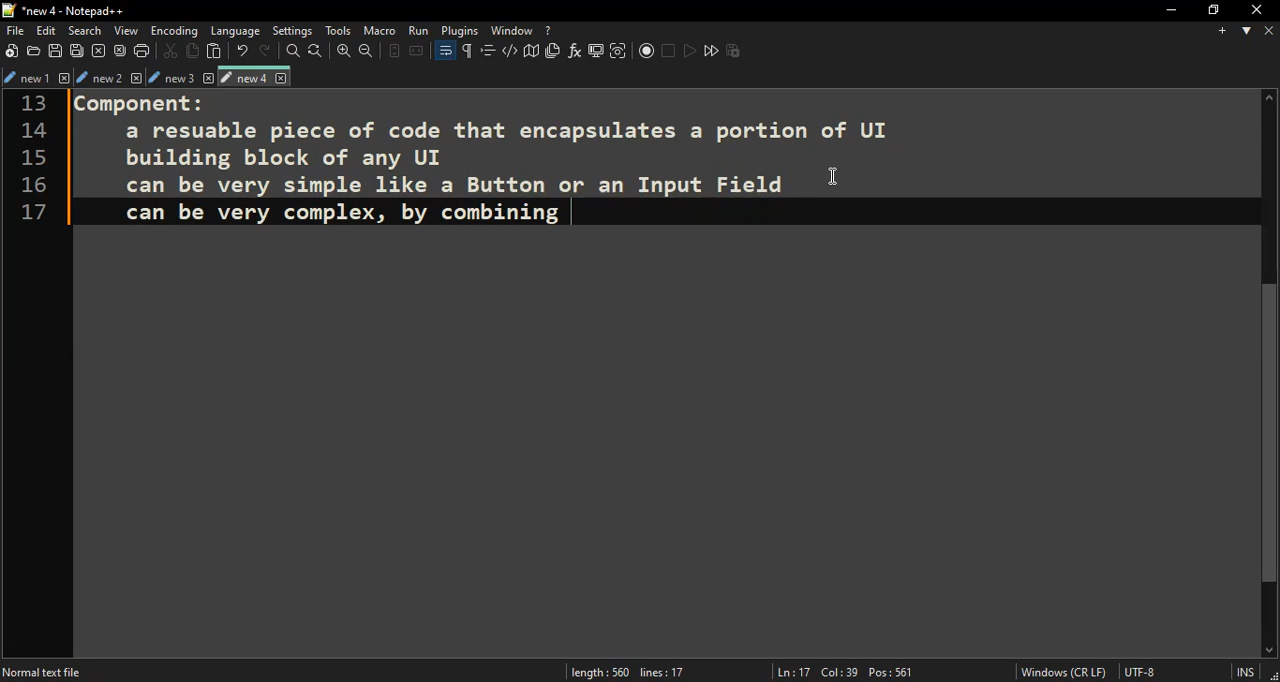 *new 4 - Notepad++
File Edit Search View Encoding Language Settings Tools Macro Run Plugins Window ?
new 1 new 2 new 3 new 4
13 Component:
14 a resuable piece of code that encapsulates a portion of UI
15 building block of any UI
16 can be very simple like a Button or an Input Field
17 can be very complex, by combining
Normal text file length : 560 lines : 17 Ln : 17 Col : 39 Pos : 561 Windows (CR LF) UTF-8 INS